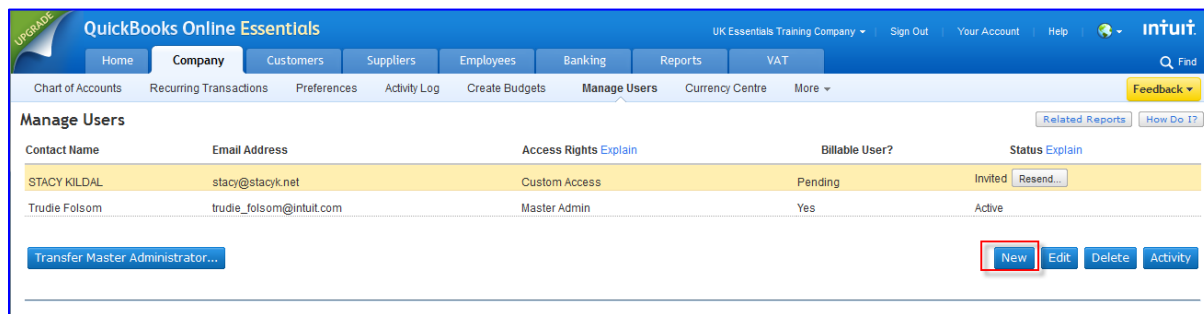 UPGRADE
QuickBooks Online Essentials
UK Essentials Training Company Sign Out Your Account Help INTUIT.
Home Company Customers Suppliers Employees Banking Reports VAT Find
Chart of Accounts Recurring Transactions Preferences Activity Log Create Budgets Manage Users Currency Centre More Feedback
Manage Users Related Reports How Do I?
Contact Name Email Address Access Rights Explain Billable User? Status Explain
STACY KILDAL stacy@stacyk.net Custom Access Pending Invited Resend...
Trudie Folsom trudie_folsom@intuit.com Master Admin Yes Active
Transfer Master Administrator... New Edit Delete Activity